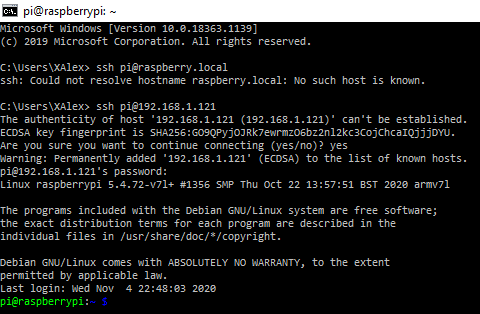 pi@raspberrypi: ~
Microsoft Windows [Version 10.0.18363.1139]
(c) 2019 Microsoft Corporation. All rights reserved.
C:\Users\XAlex> ssh pi@raspberry.local
ssh: Could not resolve hostname raspberry.local: No such host is known.
C:\Users\XAlex> ssh pi@192.168.1.121
The authenticity of host '192.168.1.121 (192.168.1.121)' can't be established.
ECDSA key fingerprint is SHA256:GO9QPyjOJRk7ewrmzO6bz2nl2kc3CojChcaIQjjjDYU.
Are you sure you want to continue connecting (yes/no)? yes
Warning: Permanently added '192.168.1.121' (ECDSA) to the list of known hosts.
pi@192.168.1.121's password:
Linux raspberrypi 5.4.72-v7l+ #1356 SMP Thu Oct 22 13:57:51 BST 2020 armv7l
The programs included with the Debian GNU/Linux system are free software;
the exact distribution terms for each program are described in the
individual files in /usr/share/doc/*/copyright.
Debian GNU/Linux comes with ABSOLUTELY NO WARRANTY, to the extent
permitted by applicable law.
Last login: Wed Nov  4 22:48:03 2020
pi@raspberrypi:~ $